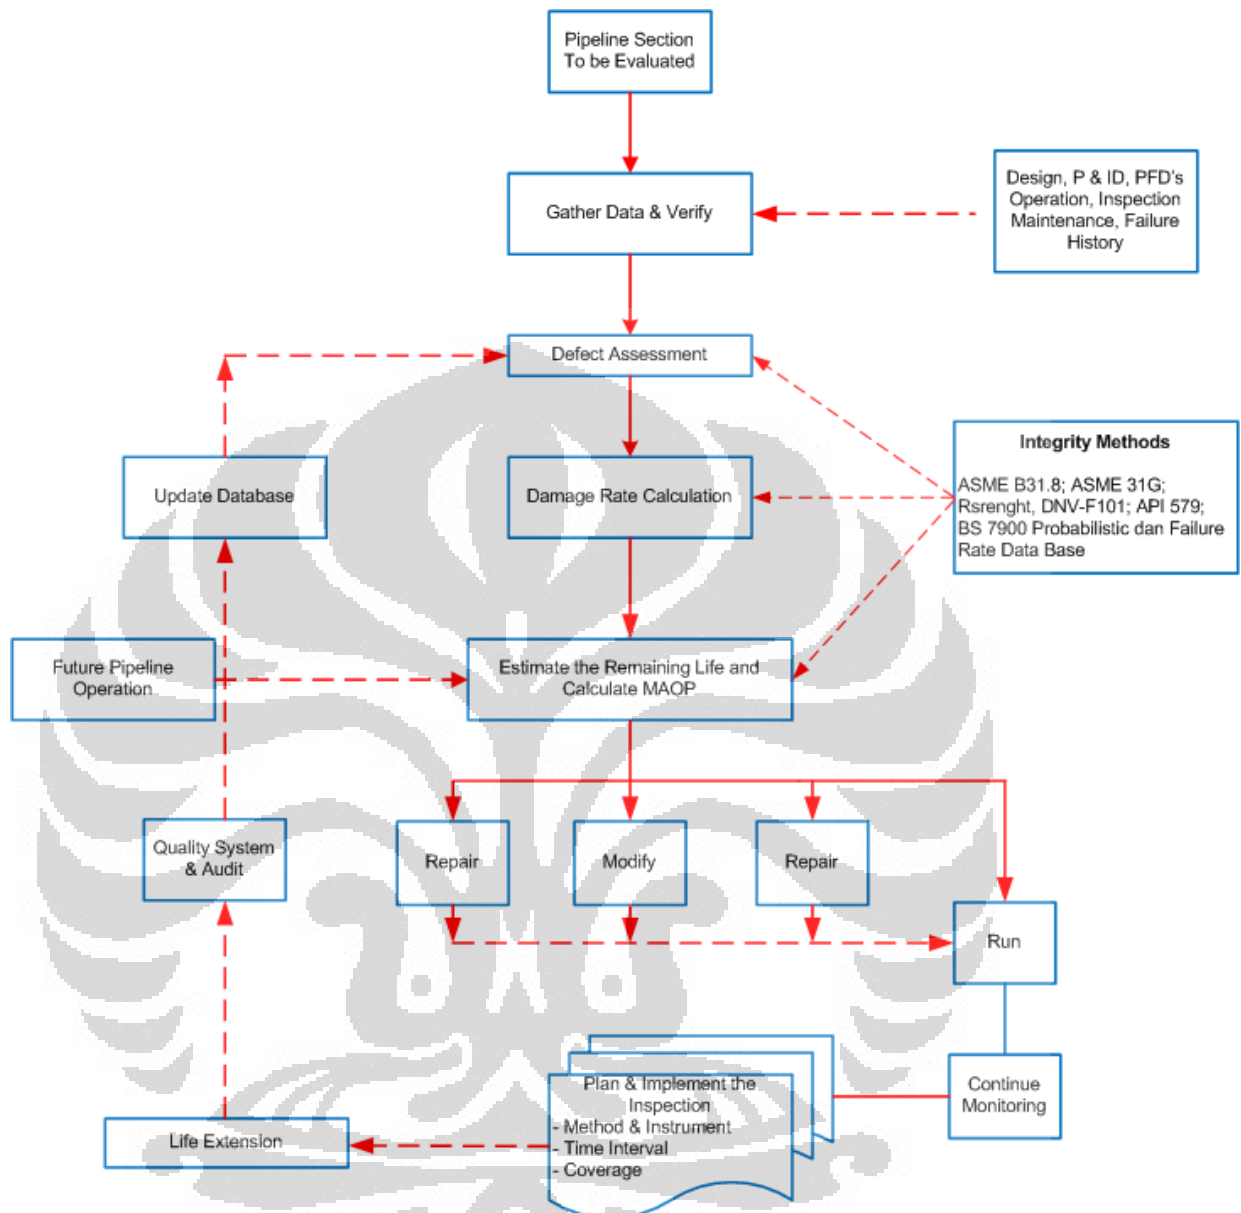 Pipeline Section
To be Evaluated
Gather Data & Verify
Design, P & ID, PFD's
Operation, Inspection
Maintenance, Failure
History
Defect Assessment
Integrity Methods
ASME B31.8; ASME 31G;
Rsrenght, DNV-F101; API 579;
BS 7900 Probabilistic dan Failure
Rate Data Base
Update Database
Damage Rate Calculation
Future Pipeline
Operation
Estimate the Remaining Life and
Calculate MAOP
Quality System
& Audit
Repair
Modify
Repair
Run
Continue
Monitoring
Plan & Implement the
Inspection
- Method & Instrument
- Time Interval
- Coverage
Life Extension